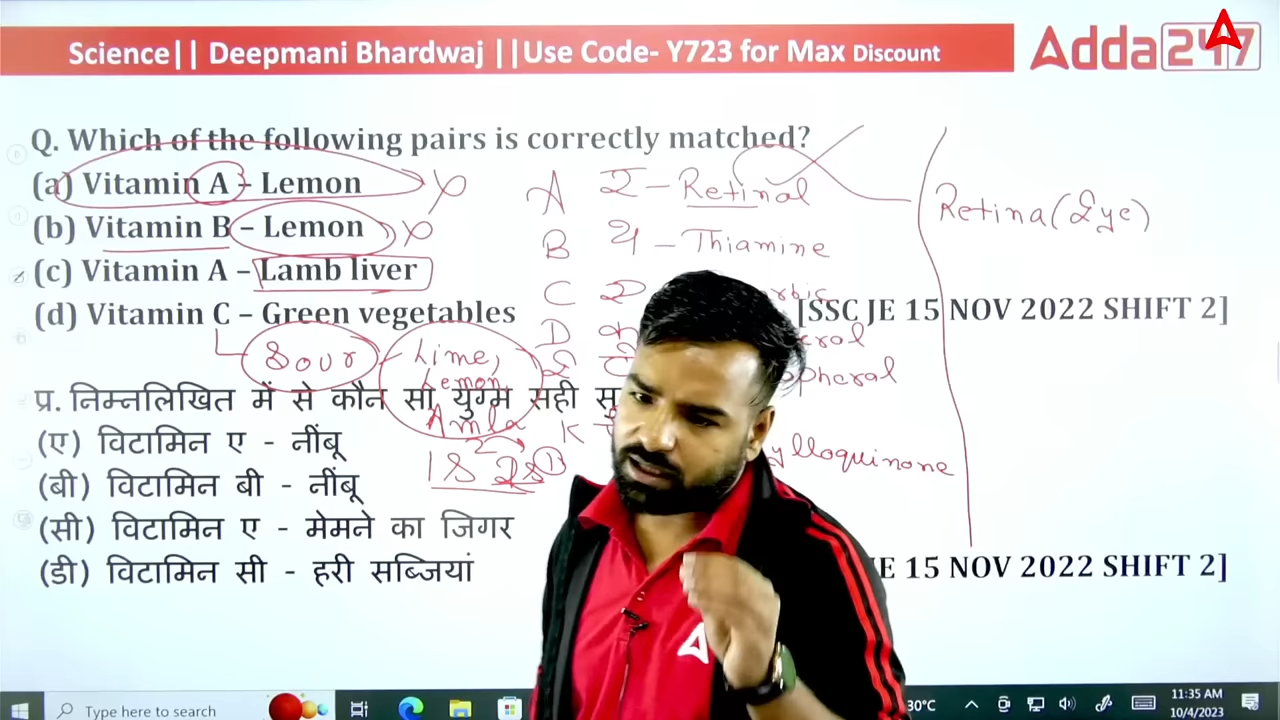 Science|| Deepmani Bhardwaj ||Use Code- Y723 for Max Discount
Adda 247
Q. Which of the following pairs is correctly matched?
(a) Vitamin A – Lemon
(b) Vitamin B – Lemon
(c) Vitamin A – Lamb liver
(d) Vitamin C – Green vegetables
[SSC JE 15 NOV 2022 SHIFT 2]
A र – Retinal
B थ – Thiamine
C
D
K
Retina (Eye)
Sour
Lime,
Lemon,
Amla
प्र. निम्नलिखित में से कौन सा युग्म सही
(ए) विटामिन ए - नींबू
(बी) विटामिन बी - नींबू
(सी) विटामिन ए - मेमने का जिगर
(डी) विटामिन सी - हरी सब्जियां
E 15 NOV 2022 SHIFT 2]
Type here to search
30°C
11:35 AM
10/4/2023